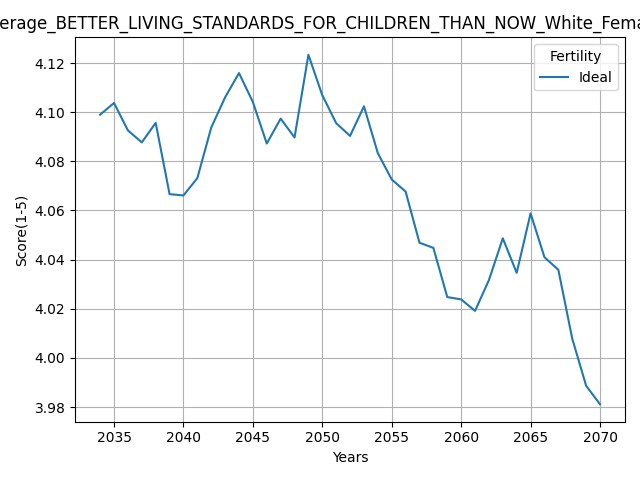 erage_BETTER_LIVING_STANDARDS_FOR_CHILDREN_THAN_NOW_White_Fema
Fertility
Ideal
Score(1-5)
4.12
4.10
4.08
4.06
4.04
4.02
4.00
3.98
2035 2040 2045 2050 2055 2060 2065 2070
Years